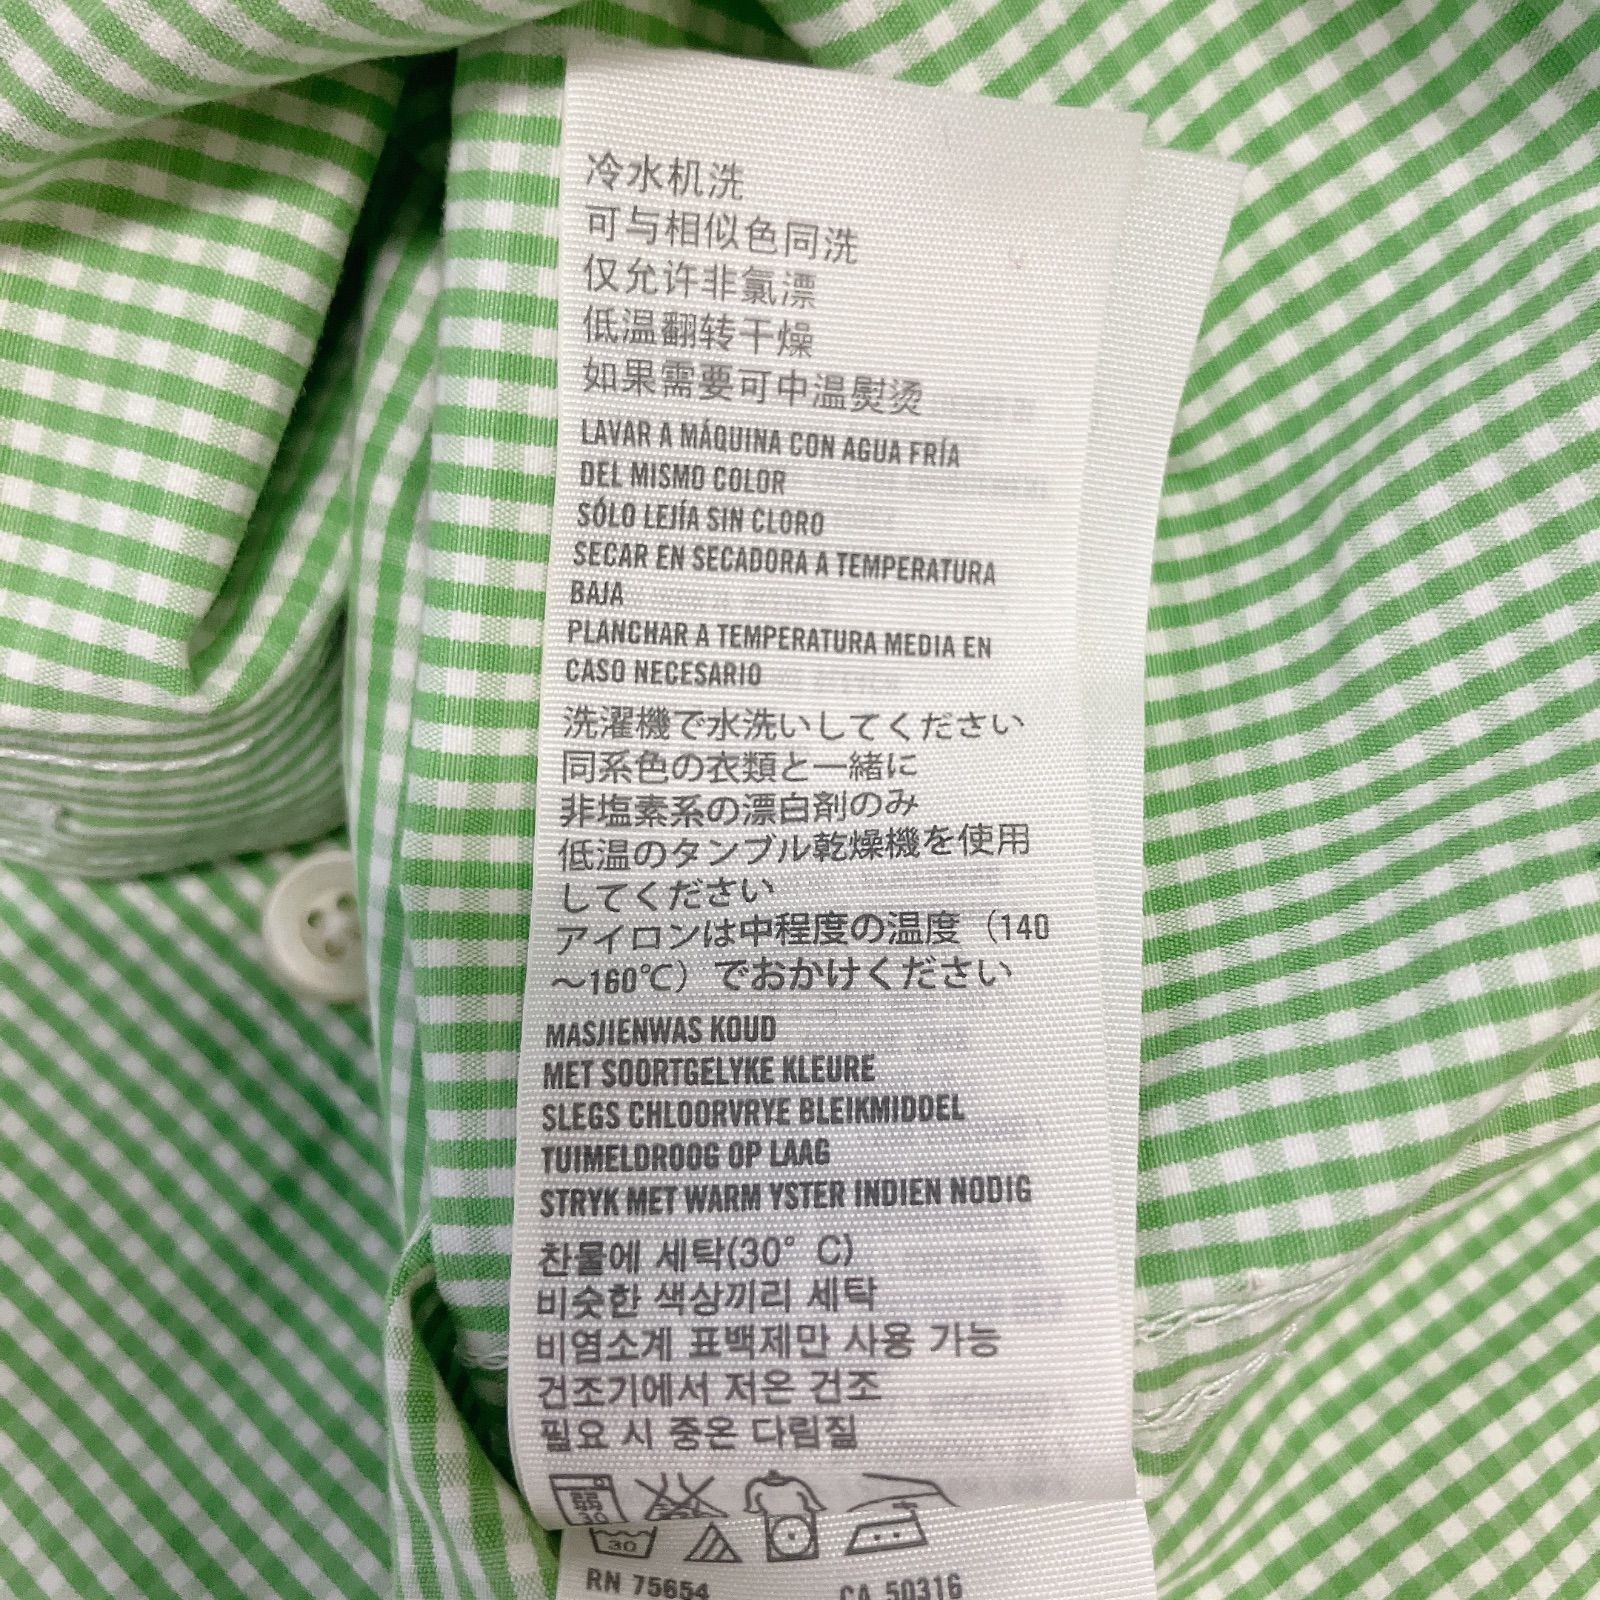 冷水机洗
可与相似色同洗
仅允许非氯漂
低温翻转干燥
如果需要可中温熨烫
LAVAR A MÁQUINA CON AGUA FRÍA
DEL MISMO COLOR
SÓLO LEJÍA SIN CLORO
SECAR EN SECADORA A TEMPERATURA
BAJA
PLANCHAR A TEMPERATURA MEDIA EN
CASO NECESARIO
洗濯機で水洗いしてください
同系色の衣類と一緒に
非塩素系の漂白剤のみ
低温のタンブル乾燥機を使用
してください
アイロンは中程度の温度（140
～160℃）でおかけください
MASJIENWAS KOUD
MET SOORTGELYKE KLEURE
SLEGS CHLOORVRYE BLEIKMIDDEL
TUIMELDROOG OP LAAG
STRYK MET WARM YSTER INDIEN NODIG
찬물에 세탁(30° C)
비슷한 색상끼리 세탁
비염소계 표백제만 사용 가능
건조기에서 저온 건조
필요 시 중온 다림질
弱
30
中
30
RN 75654 CA 50316